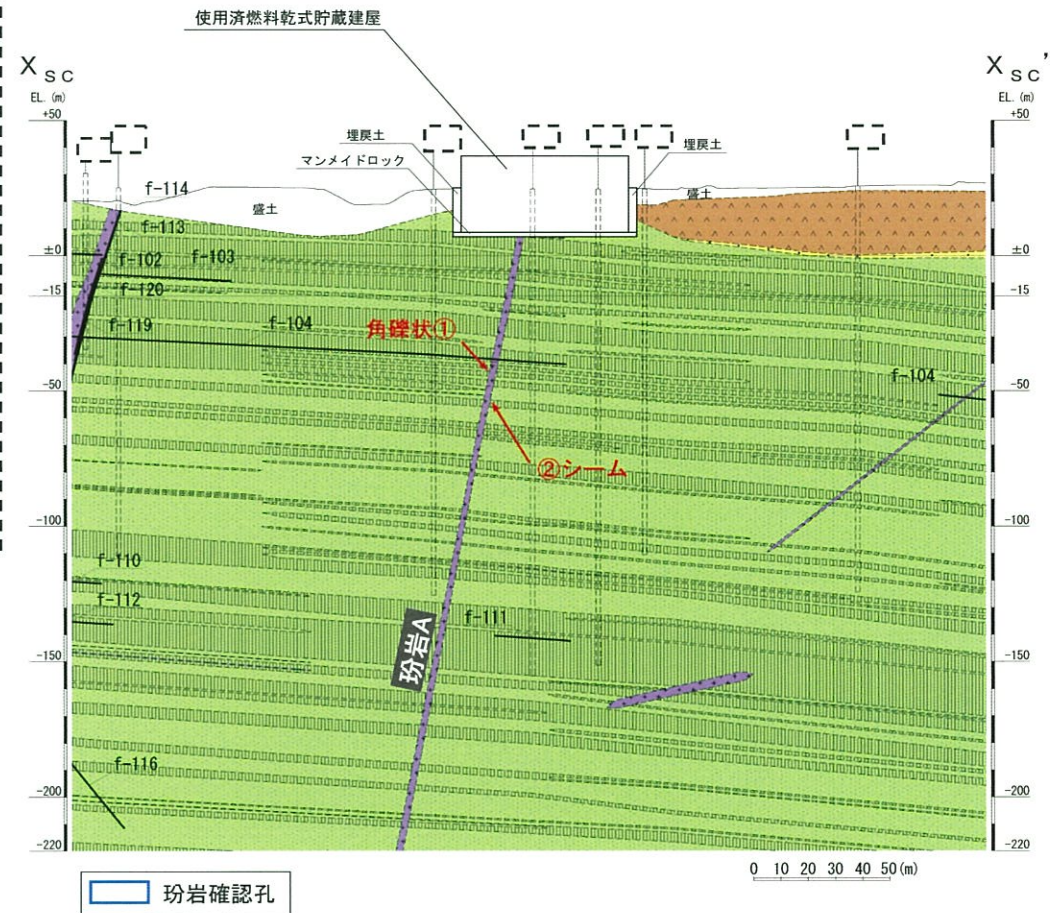 使用済燃料乾式貯蔵建屋
XSC
XSC'
EL. (m)
EL. (m)
+50
+50
埋戻土
埋戻土
マンメイドロック
f-114
盛土
盛土
f-113
±0
f-102
f-103
±0
-15
f-120
-15
f-119
f-104
角礫状①
-50
f-104
-50
②シーム
-100
-100
f-110
f-112
f-111
玢岩A
-150
-150
f-116
-200
-200
-220
-220
0 10 20 30 40 50(m)
玢岩確認孔